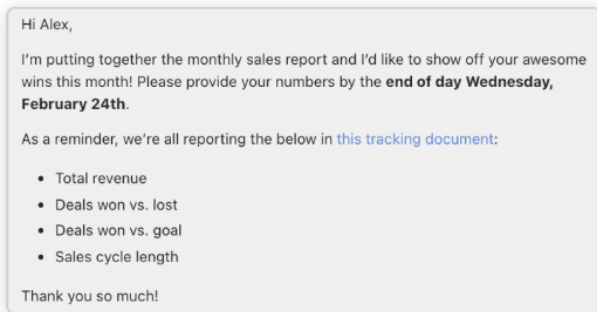 Hi Alex,
I'm putting together the monthly sales report and I'd like to show off your awesome
wins this month! Please provide your numbers by the end of day Wednesday,
February 24th.
As a reminder, we're all reporting the below in this tracking document:
• Total revenue
• Deals won vs. lost
• Deals won vs. goal
• Sales cycle length
Thank you so much!